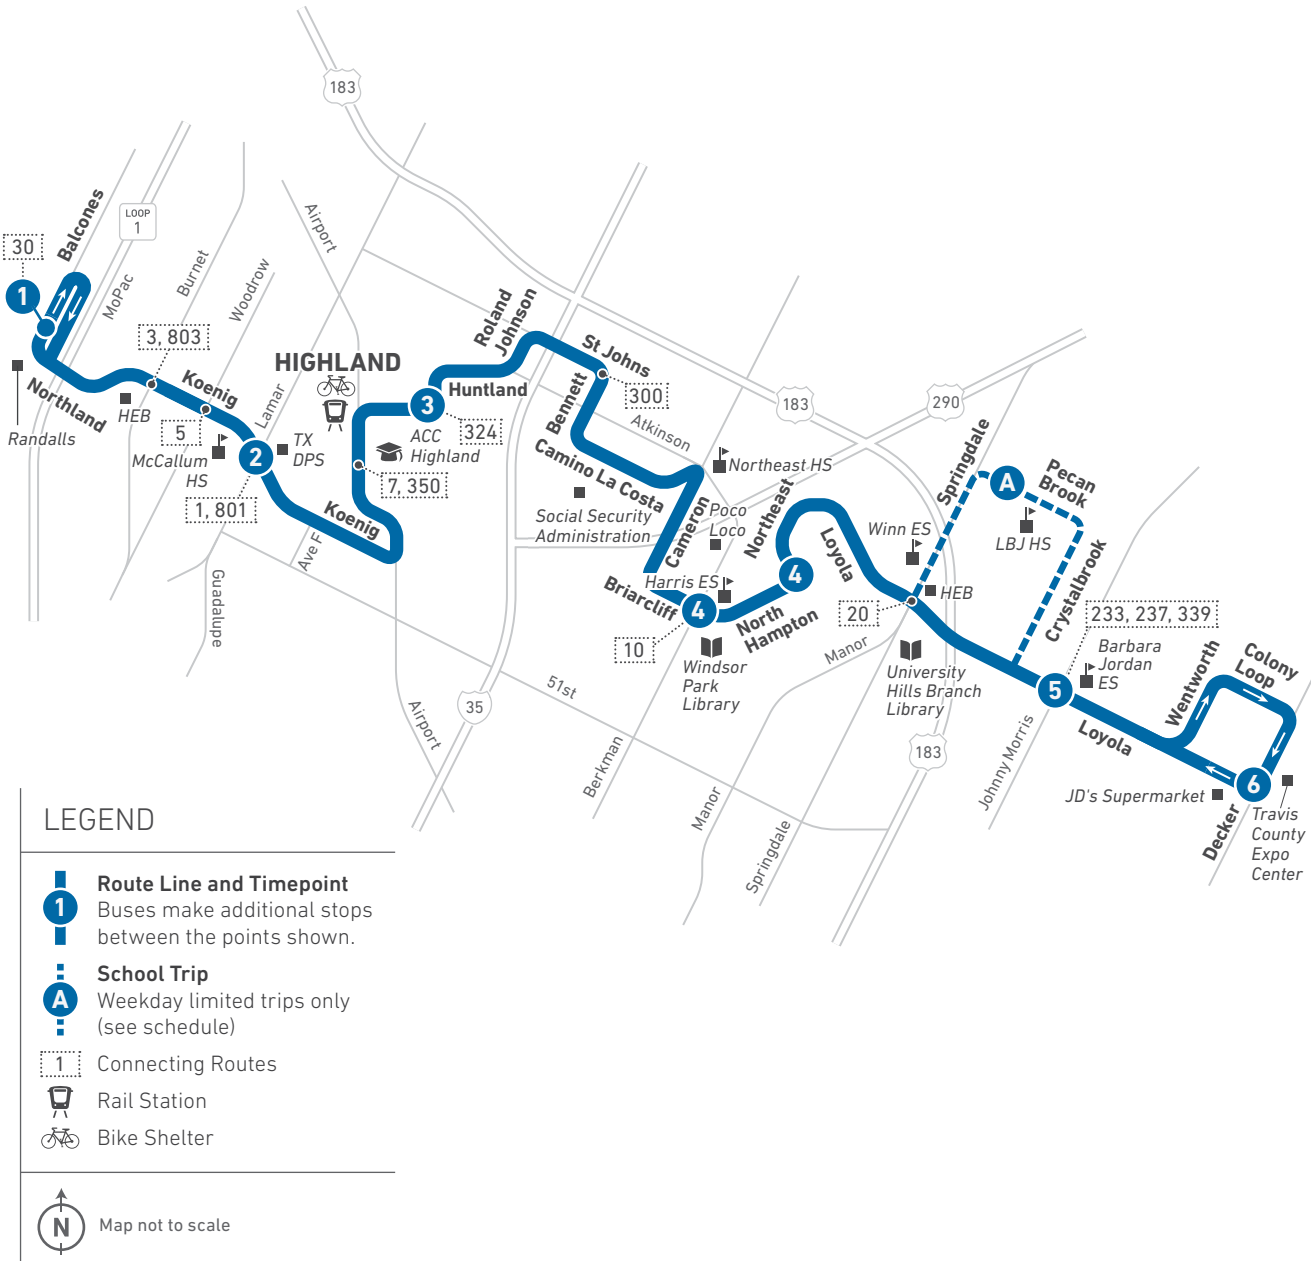 183
Balcones
LOOP
1
30
1
MoPac
Burnet
Woodrow
Airport
3, 803
HIGHLAND
Roland
Johnson
St Johns
Huntland
300
183
290
Northland
Randalls
HEB
Koenig
5
McCallum
HS
Lamar
TX
DPS
2
1, 801
3
324
ACC
Highland
7, 350
Koenig
Ave F
Guadalupe
Bennett
Atkinson
Camino La Costa
Northeast HS
Social Security
Administration
Cameron
Poco
Loco
Northeast
Loyola
Springdale
A
Pecan
Brook
Winn ES
LBJ HS
Crystalbrook
Harris ES
Briarcliff
4
4
North
Hampton
10
Windsor
Park
Library
20
HEB
Manor
University
Hills Branch
Library
233, 237, 339
Barbara
Jordan
ES
5
Wentworth
Colony
Loop
Loyola
51st
35
Airport
Berkman
Manor
Springdale
183
Johnny Morris
JD's Supermarket
6
Decker
Travis
County
Expo
Center
LEGEND
1
Route Line and Timepoint
Buses make additional stops
between the points shown.
A
School Trip
Weekday limited trips only
(see schedule)
1
Connecting Routes
Rail Station
Bike Shelter
N
Map not to scale